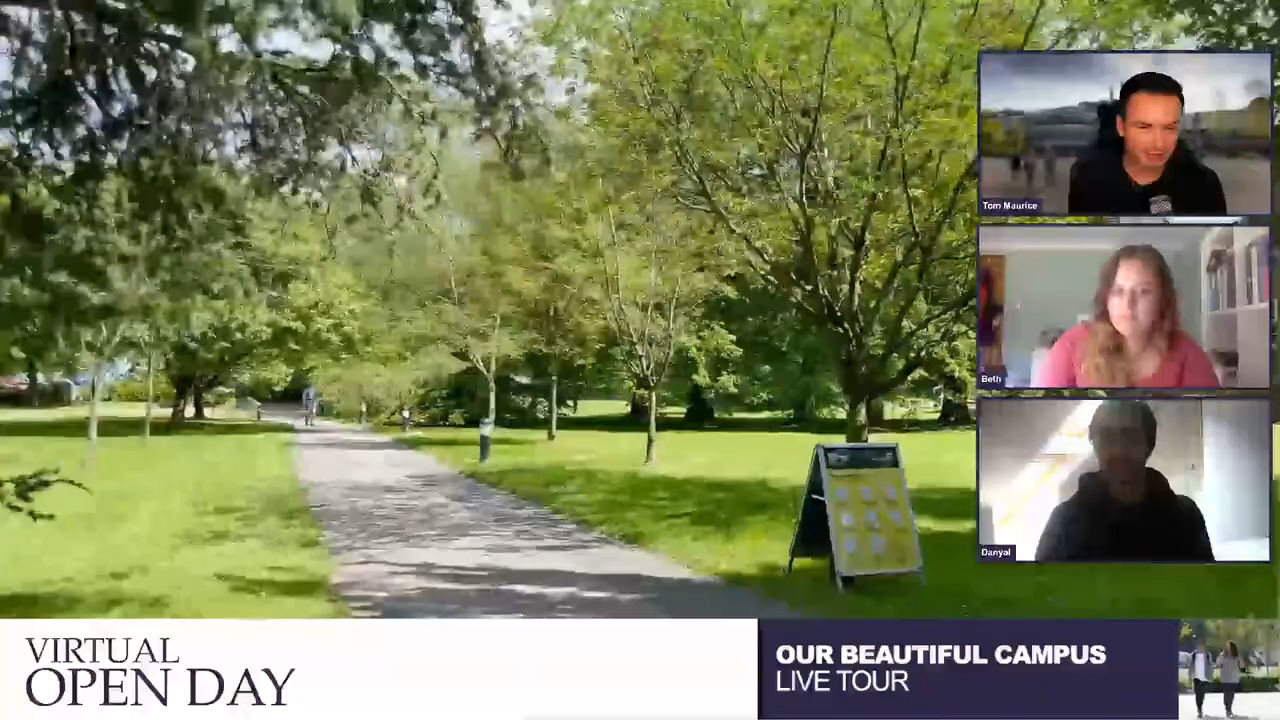 Tom Maurice
Beth
Danyal
VIRTUAL
OPEN DAY
OUR BEAUTIFUL CAMPUS
LIVE TOUR